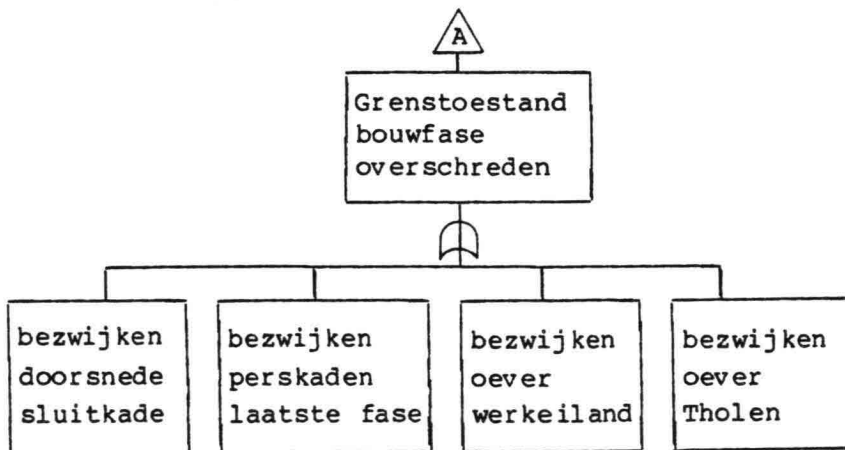 A
Grenstoestand
bouwfase
overschreden
bezwijken
doorsnede
sluitkade
bezwijken
perskaden
laatste fase
bezwijken
oever
werkeiland
bezwijken
oever
Tholen